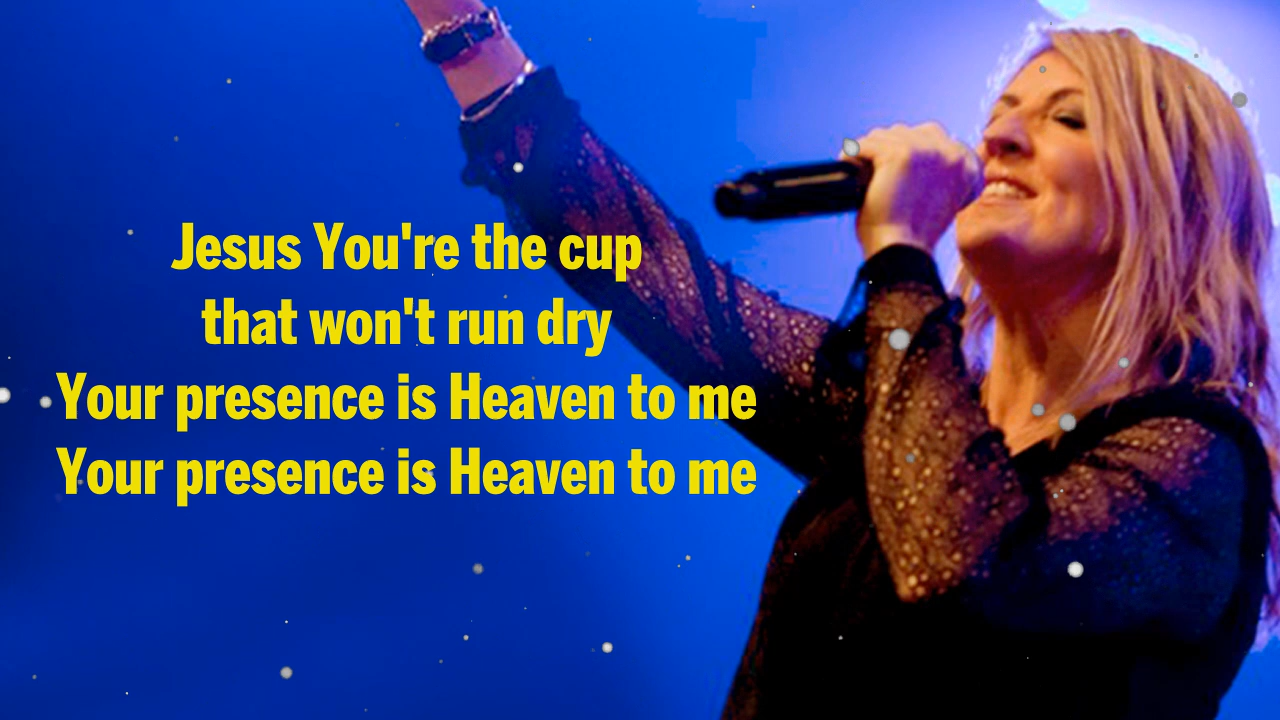 Jesus You're the cup
that won't run dry
Your presence is Heaven to me
Your presence is Heaven to me